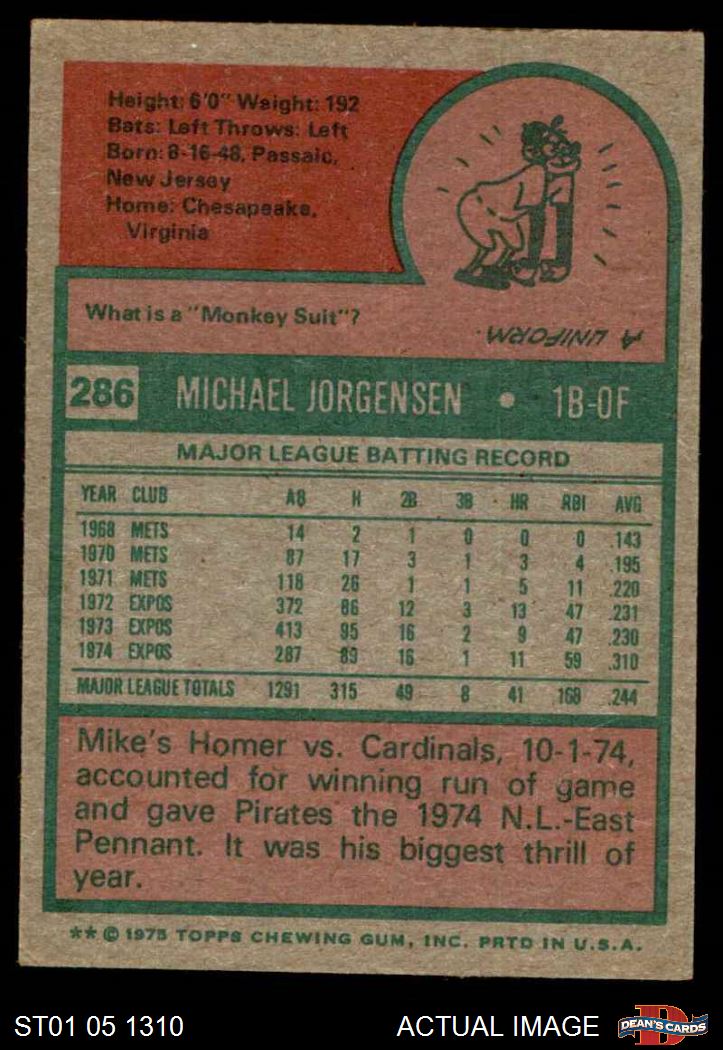 Height: 6'0" Weight: 192
Bats: Left Throws: Left
Born: 8-16-48, Passaic,
New Jersey
Home: Chesapeake,
Virginia
What is a "Monkey Suit"?
A UNIFORM.
286 MICHAEL JORGENSEN • 1B-OF
MAJOR LEAGUE BATTING RECORD
YEAR CLUB AB H 2B 3B HR RBI AVG
1968 METS 14 2 1 0 0 0 .143
1970 METS 87 17 3 1 3 4 .195
1971 METS 118 26 1 1 5 11 .220
1972 EXPOS 372 86 12 3 13 47 .231
1973 EXPOS 413 95 16 2 9 47 .230
1974 EXPOS 287 89 16 1 11 59 .310
MAJOR LEAGUE TOTALS 1291 315 49 8 41 168 .244
Mike's Homer vs. Cardinals, 10-1-74,
accounted for winning run of game
and gave Pirates the 1974 N.L.-East
Pennant. It was his biggest thrill of
year.
** © 1975 TOPPS CHEWING GUM, INC. PRTD IN U.S.A.
ST01 05 1310 ACTUAL IMAGE DEAN'S CARDS